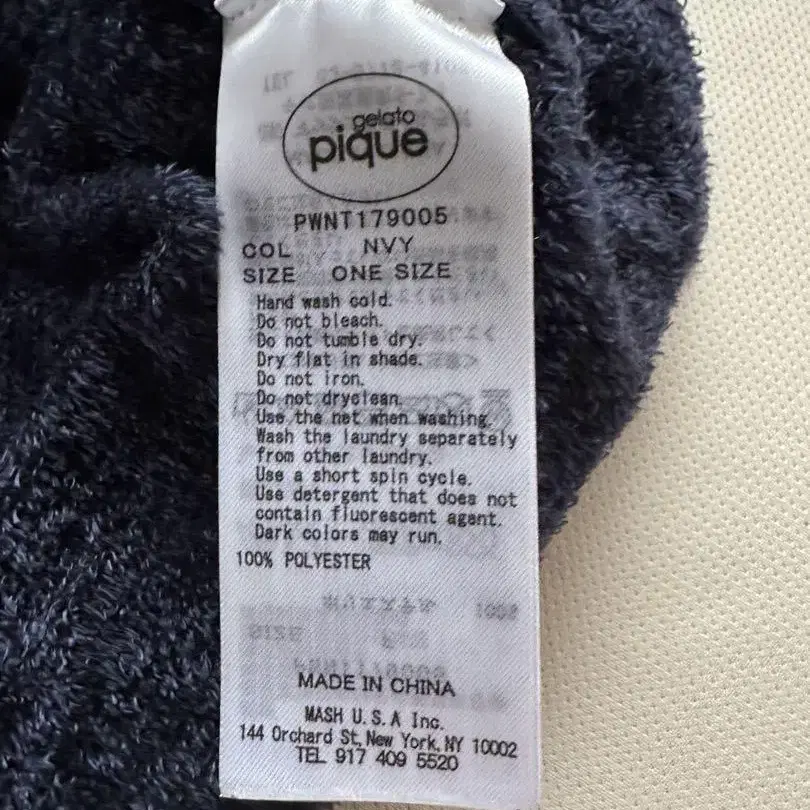 gelato
pique
PWNT179005
COL NVY
SIZE ONE SIZE
Hand wash cold.
Do not bleach.
Do not tumble dry.
Dry flat in shade.
Do not iron.
Do not dryclean.
Use the net when washing.
Wash the laundry separately
from other laundry.
Use a short spin cycle.
Use detergent that does not
contain fluorescent agent.
Dark colors may run.
100% POLYESTER
MADE IN CHINA
MASH U.S.A Inc.
144 Orchard St, New York, NY 10002
TEL 917 409 5520